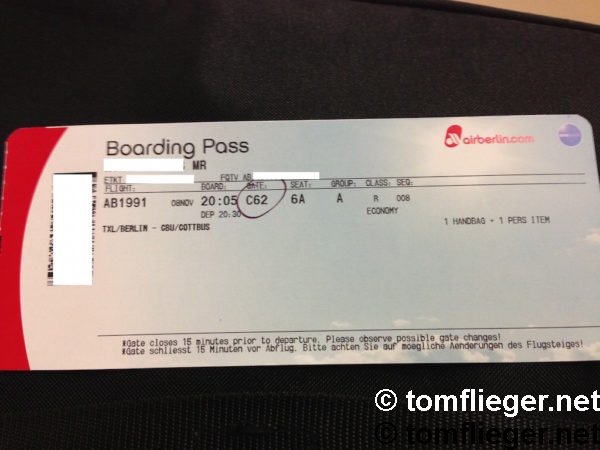 Boarding Pass
airberlin.com
MR
ETKT:
FQTV AB
FLIGHT: BOARD: GATE: SEAT: GROUP: CLASS: SEQ:
AB1991 08NOV 20:05 C62 6A A R 008
DEP 20:30 ECONOMY
1 HANDBAG + 1 PERS ITEM
TXL/BERLIN - CBU/COTTBUS
*Gate closes 15 minutes prior to departure. Please observe possible gate changes!
*Gate schliesst 15 Minuten vor Abflug. Bitte achten Sie auf moegliche Aenderungen des Flugsteiges!
© tomflieger.net
© tomflieger.net